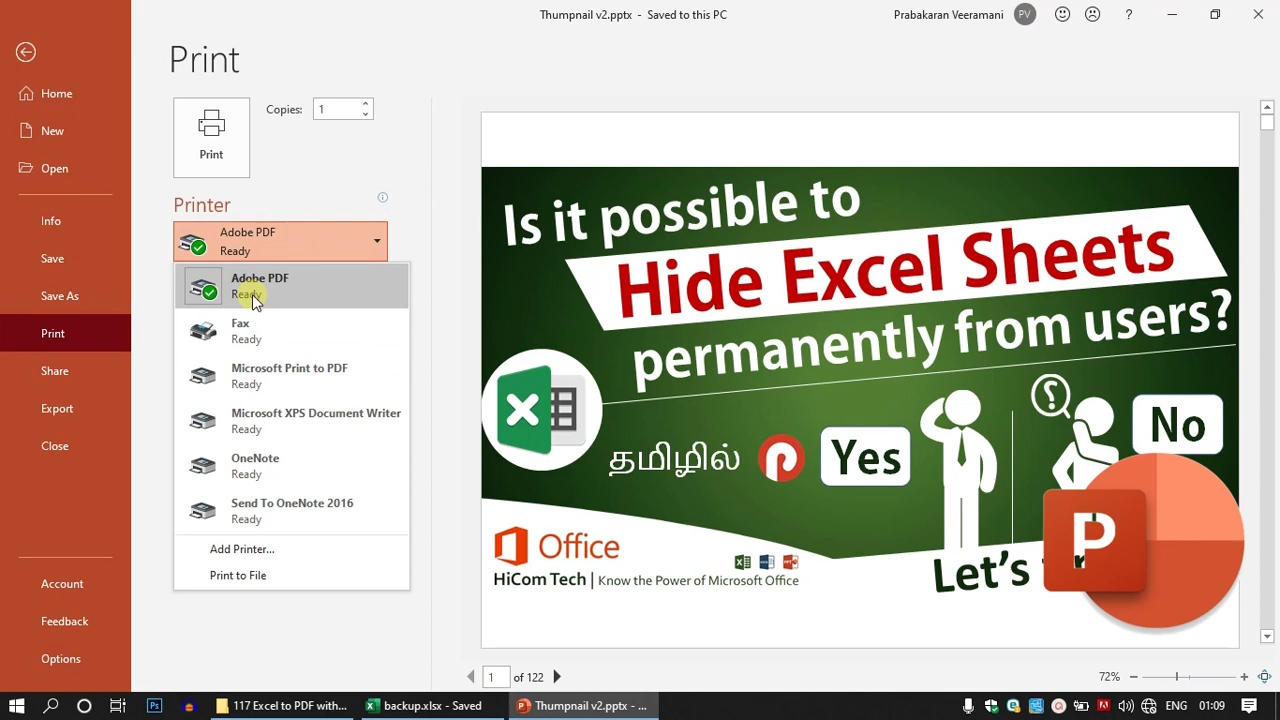 Thumpnail v2.pptx - Saved to this PC
Prabakaran Veeramani
PV
?
Print
Home
New
Open
Info
Save
Save As
Print
Share
Export
Close
Account
Feedback
Options
Print
Copies: 1
Printer
Adobe PDF
Ready
Adobe PDF
Ready
Fax
Ready
Microsoft Print to PDF
Ready
Microsoft XPS Document Writer
Ready
OneNote
Ready
Send To OneNote 2016
Ready
Add Printer...
Print to File
Is it possible to
Hide Excel Sheets
permanently from users?
தமிழில்
Yes
No
Office
HiCom Tech | Know the Power of Microsoft Office
Let's
P
1 of 122
72%
Ps
117 Excel to PDF with...
backup.xlsx - Saved
Thumpnail v2.pptx - ...
ENG
01:09